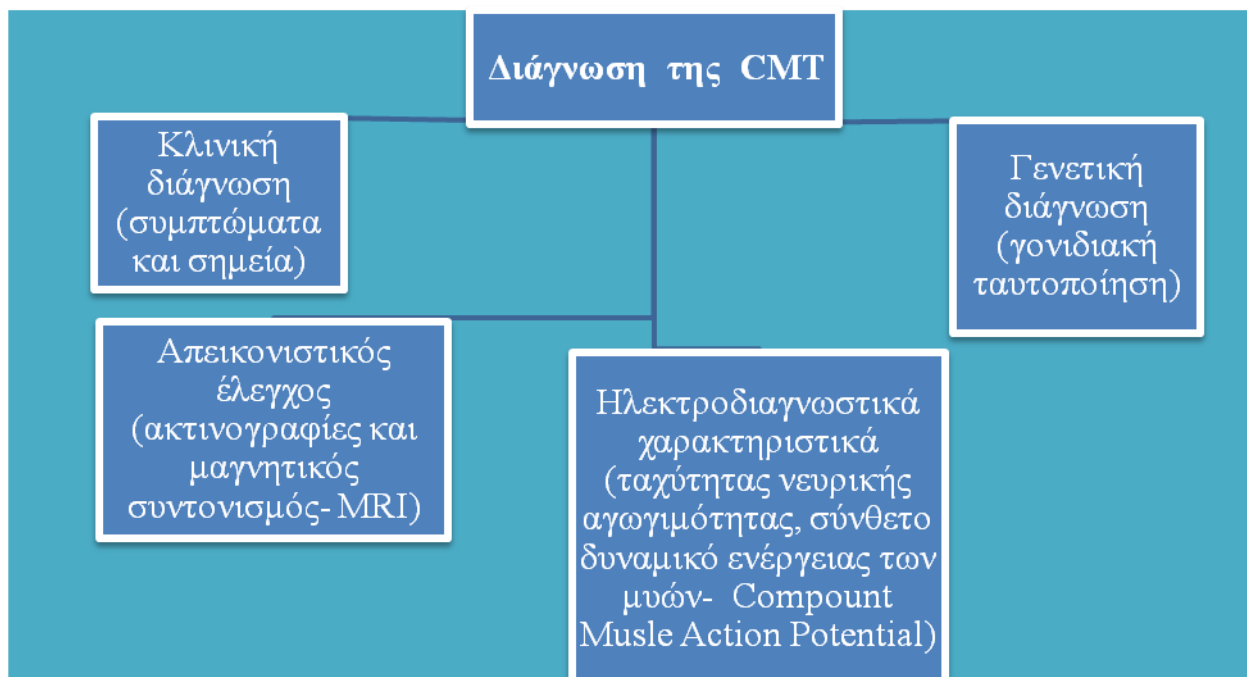 Διάγνωση της CMT
Κλινική
διάγνωση
(συμπτώματα
και σημεία)
Γενετική
διάγνωση
(γονιδιακή
ταυτοποίηση)
Απεικονιστικός
έλεγχος
(ακτινογραφίες και
μαγνητικός
συντονισμός- MRI)
Ηλεκτροδιαγνωστικά
χαρακτηριστικά
(ταχύτητας νευρικής
αγωγιμότητας, σύνθετο
δυναμικό ενέργειας των
μυών- Compount
Musle Action Potential)